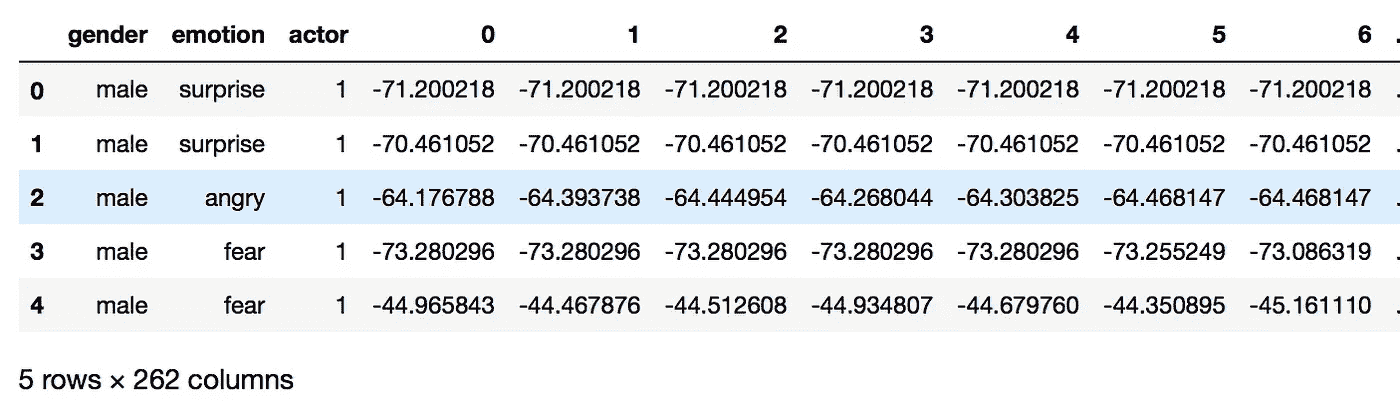 gender emotion actor 0 1 2 3 4 5 6 .
0 male surprise 1 -71.200218 -71.200218 -71.200218 -71.200218 -71.200218 -71.200218 -71.200218 .
1 male surprise 1 -70.461052 -70.461052 -70.461052 -70.461052 -70.461052 -70.461052 -70.461052 .
2 male angry 1 -64.176788 -64.393738 -64.444954 -64.268044 -64.303825 -64.468147 -64.468147 .
3 male fear 1 -73.280296 -73.280296 -73.280296 -73.280296 -73.280296 -73.255249 -73.086319 .
4 male fear 1 -44.965843 -44.467876 -44.512608 -44.934807 -44.679760 -44.350895 -45.161110 .
5 rows × 262 columns